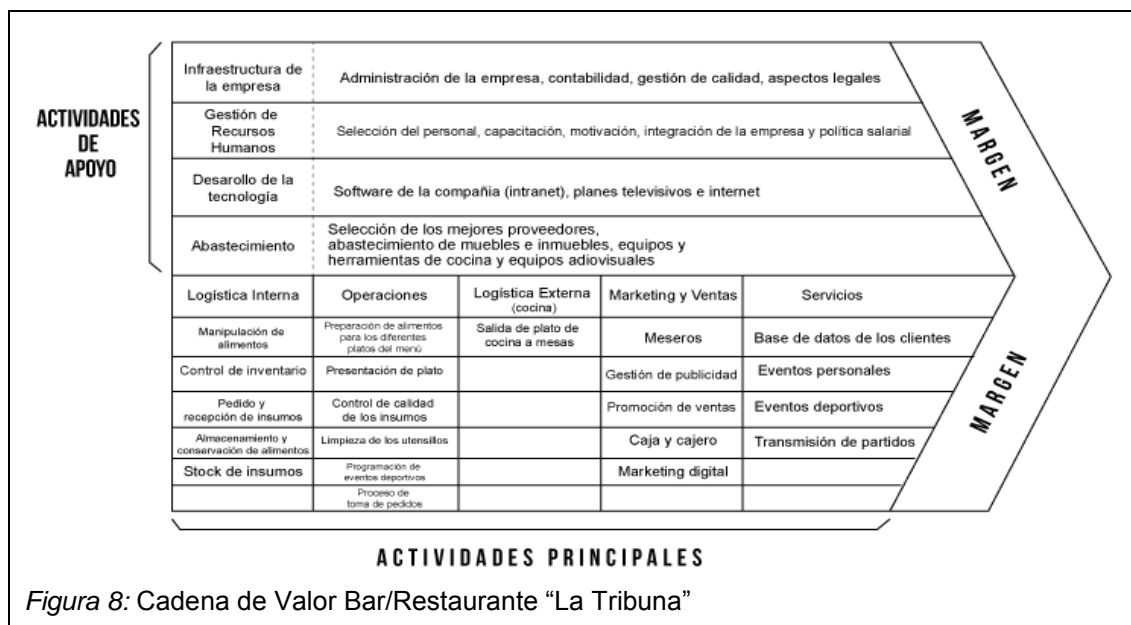 ACTIVIDADES
DE
APOYO
Infraestructura de
la empresa
Administración de la empresa, contabilidad, gestión de calidad, aspectos legales
Gestión de
Recursos
Humanos
Selección del personal, capacitación, motivación, integración de la empresa y política salarial
Desarollo de la
tecnología
Software de la compañia (intranet), planes televisivos e internet
Abastecimiento
Selección de los mejores proveedores,
abastecimiento de muebles e inmuebles, equipos y
herramientas de cocina y equipos adiovisuales
MARGEN
Logística Interna
Operaciones
Logística Externa
(cocina)
Marketing y Ventas
Servicios
Manipulación de
alimentos
Preparación de alimentos
para los diferentes
platos del menú
Salida de plato de
cocina a mesas
Meseros
Base de datos de los clientes
Control de inventario
Presentación de plato
Gestión de publicidad
Eventos personales
Pedido y
recepción de insumos
Control de calidad
de los insumos
Promoción de ventas
Eventos deportivos
Almacenamiento y
conservación de alimentos
Limpieza de los utensillos
Caja y cajero
Transmisión de partidos
Stock de insumos
Programación de
eventos deportivos
Marketing digital
Proceso de
toma de pedidos
MARGEN
ACTIVIDADES PRINCIPALES
Figura 8: Cadena de Valor Bar/Restaurante “La Tribuna”